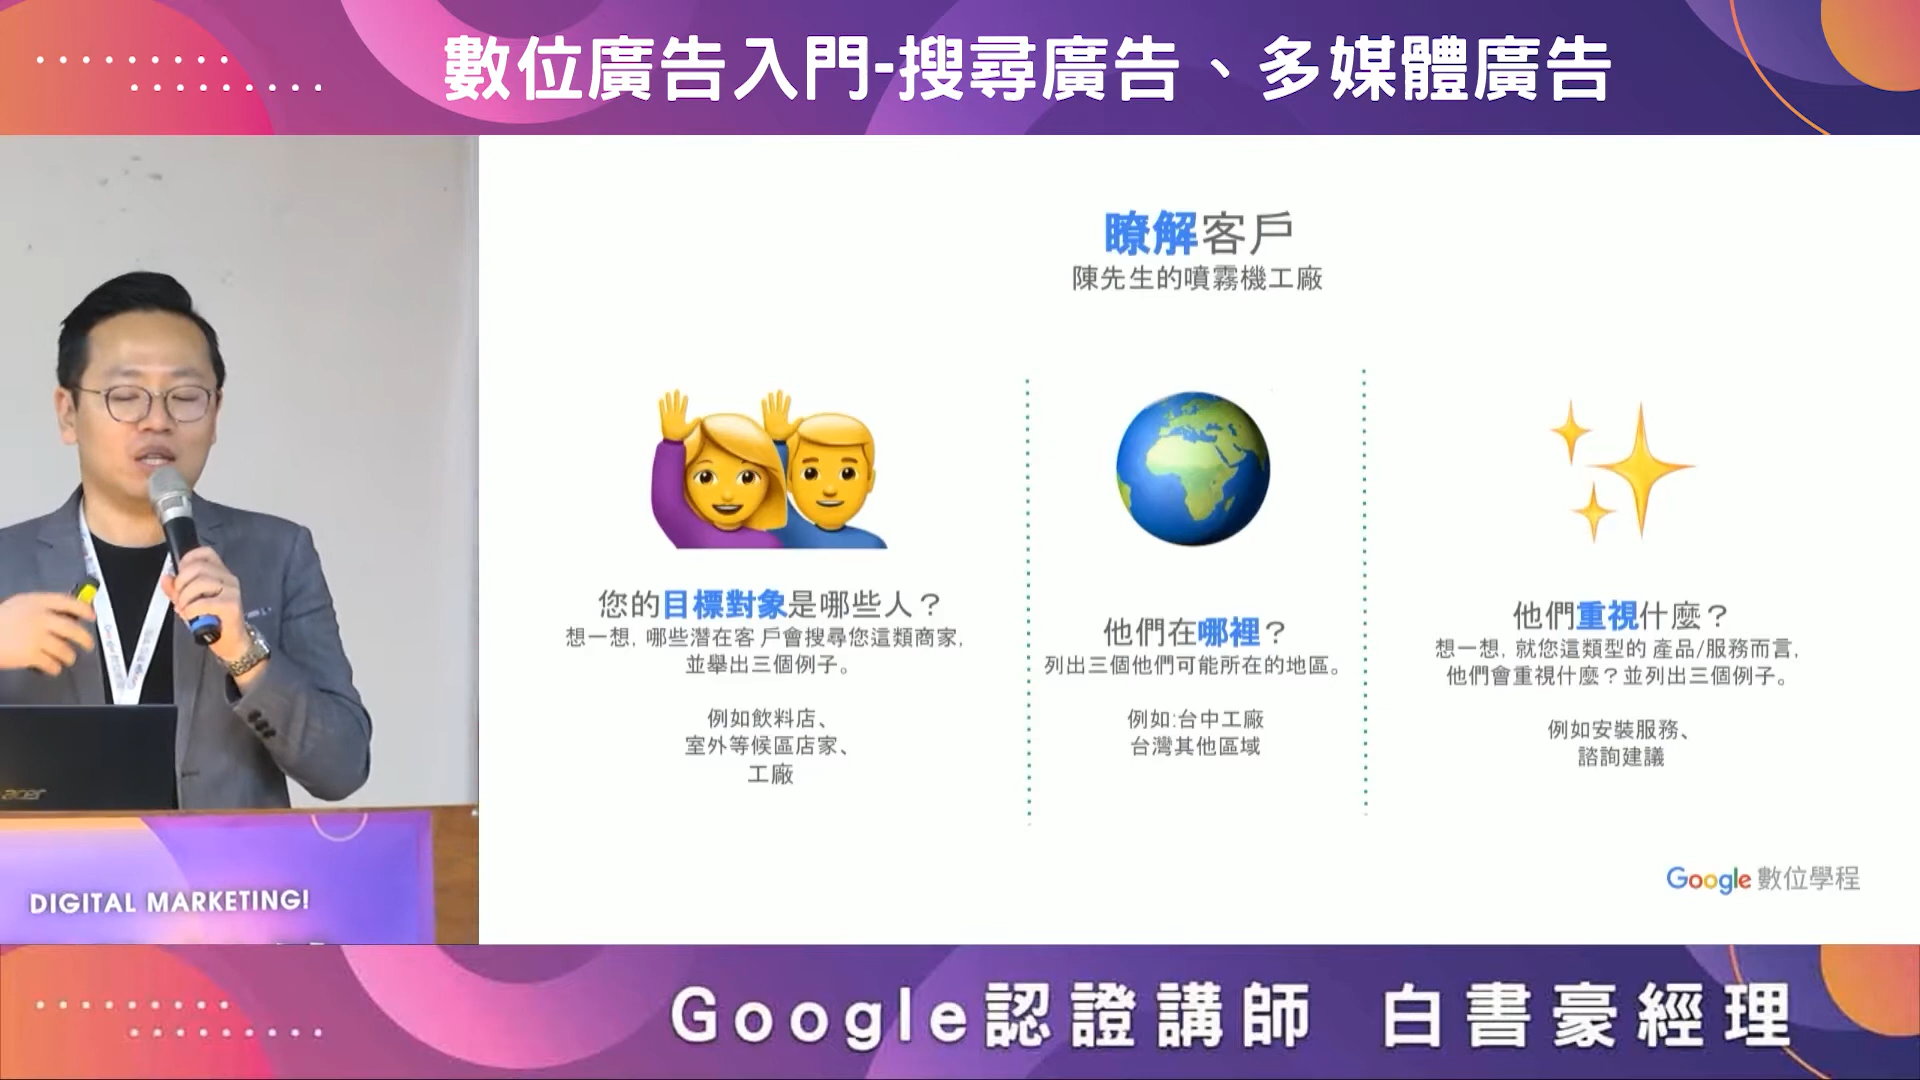 數位廣告入門-搜尋廣告、多媒體廣告
瞭解客戶
陳先生的噴霧機工廠
您的目標對象是哪些人？
想一想, 哪些潛在客 戶會搜尋您這類商家,
並舉出三個例子。
例如飲料店、
室外等候區店家、
工廠
他們在哪裡？
列出三個他們可能所在的地區。
例如:台中工廠
台灣其他區域
他們重視什麼？
想一想, 就您這類型的 產品/服務而言,
他們會重視什麼？並列出三個例子。
例如安裝服務、
諮詢建議
Google 數位學程
acer
DIGITAL MARKETING!
Google認證講師 白書豪經理